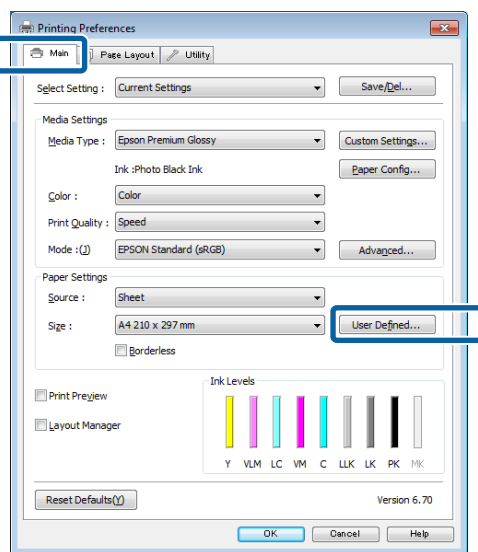 Printing Preferences
Main Page Layout Utility
Select Setting : Current Settings Save/Del...
Media Settings
Media Type : Epson Premium Glossy Custom Settings...
Ink :Photo Black Ink Paper Config...
Color : Color
Print Quality : Speed
Mode :(J) EPSON Standard (sRGB) Advanced...
Paper Settings
Source : Sheet
Size : A4 210 x 297 mm User Defined...
Borderless
Print Preview
Layout Manager
Ink Levels
Y VLM LC VM C LLK LK PK MK
Reset Defaults(Y) Version 6.70
OK Cancel Help